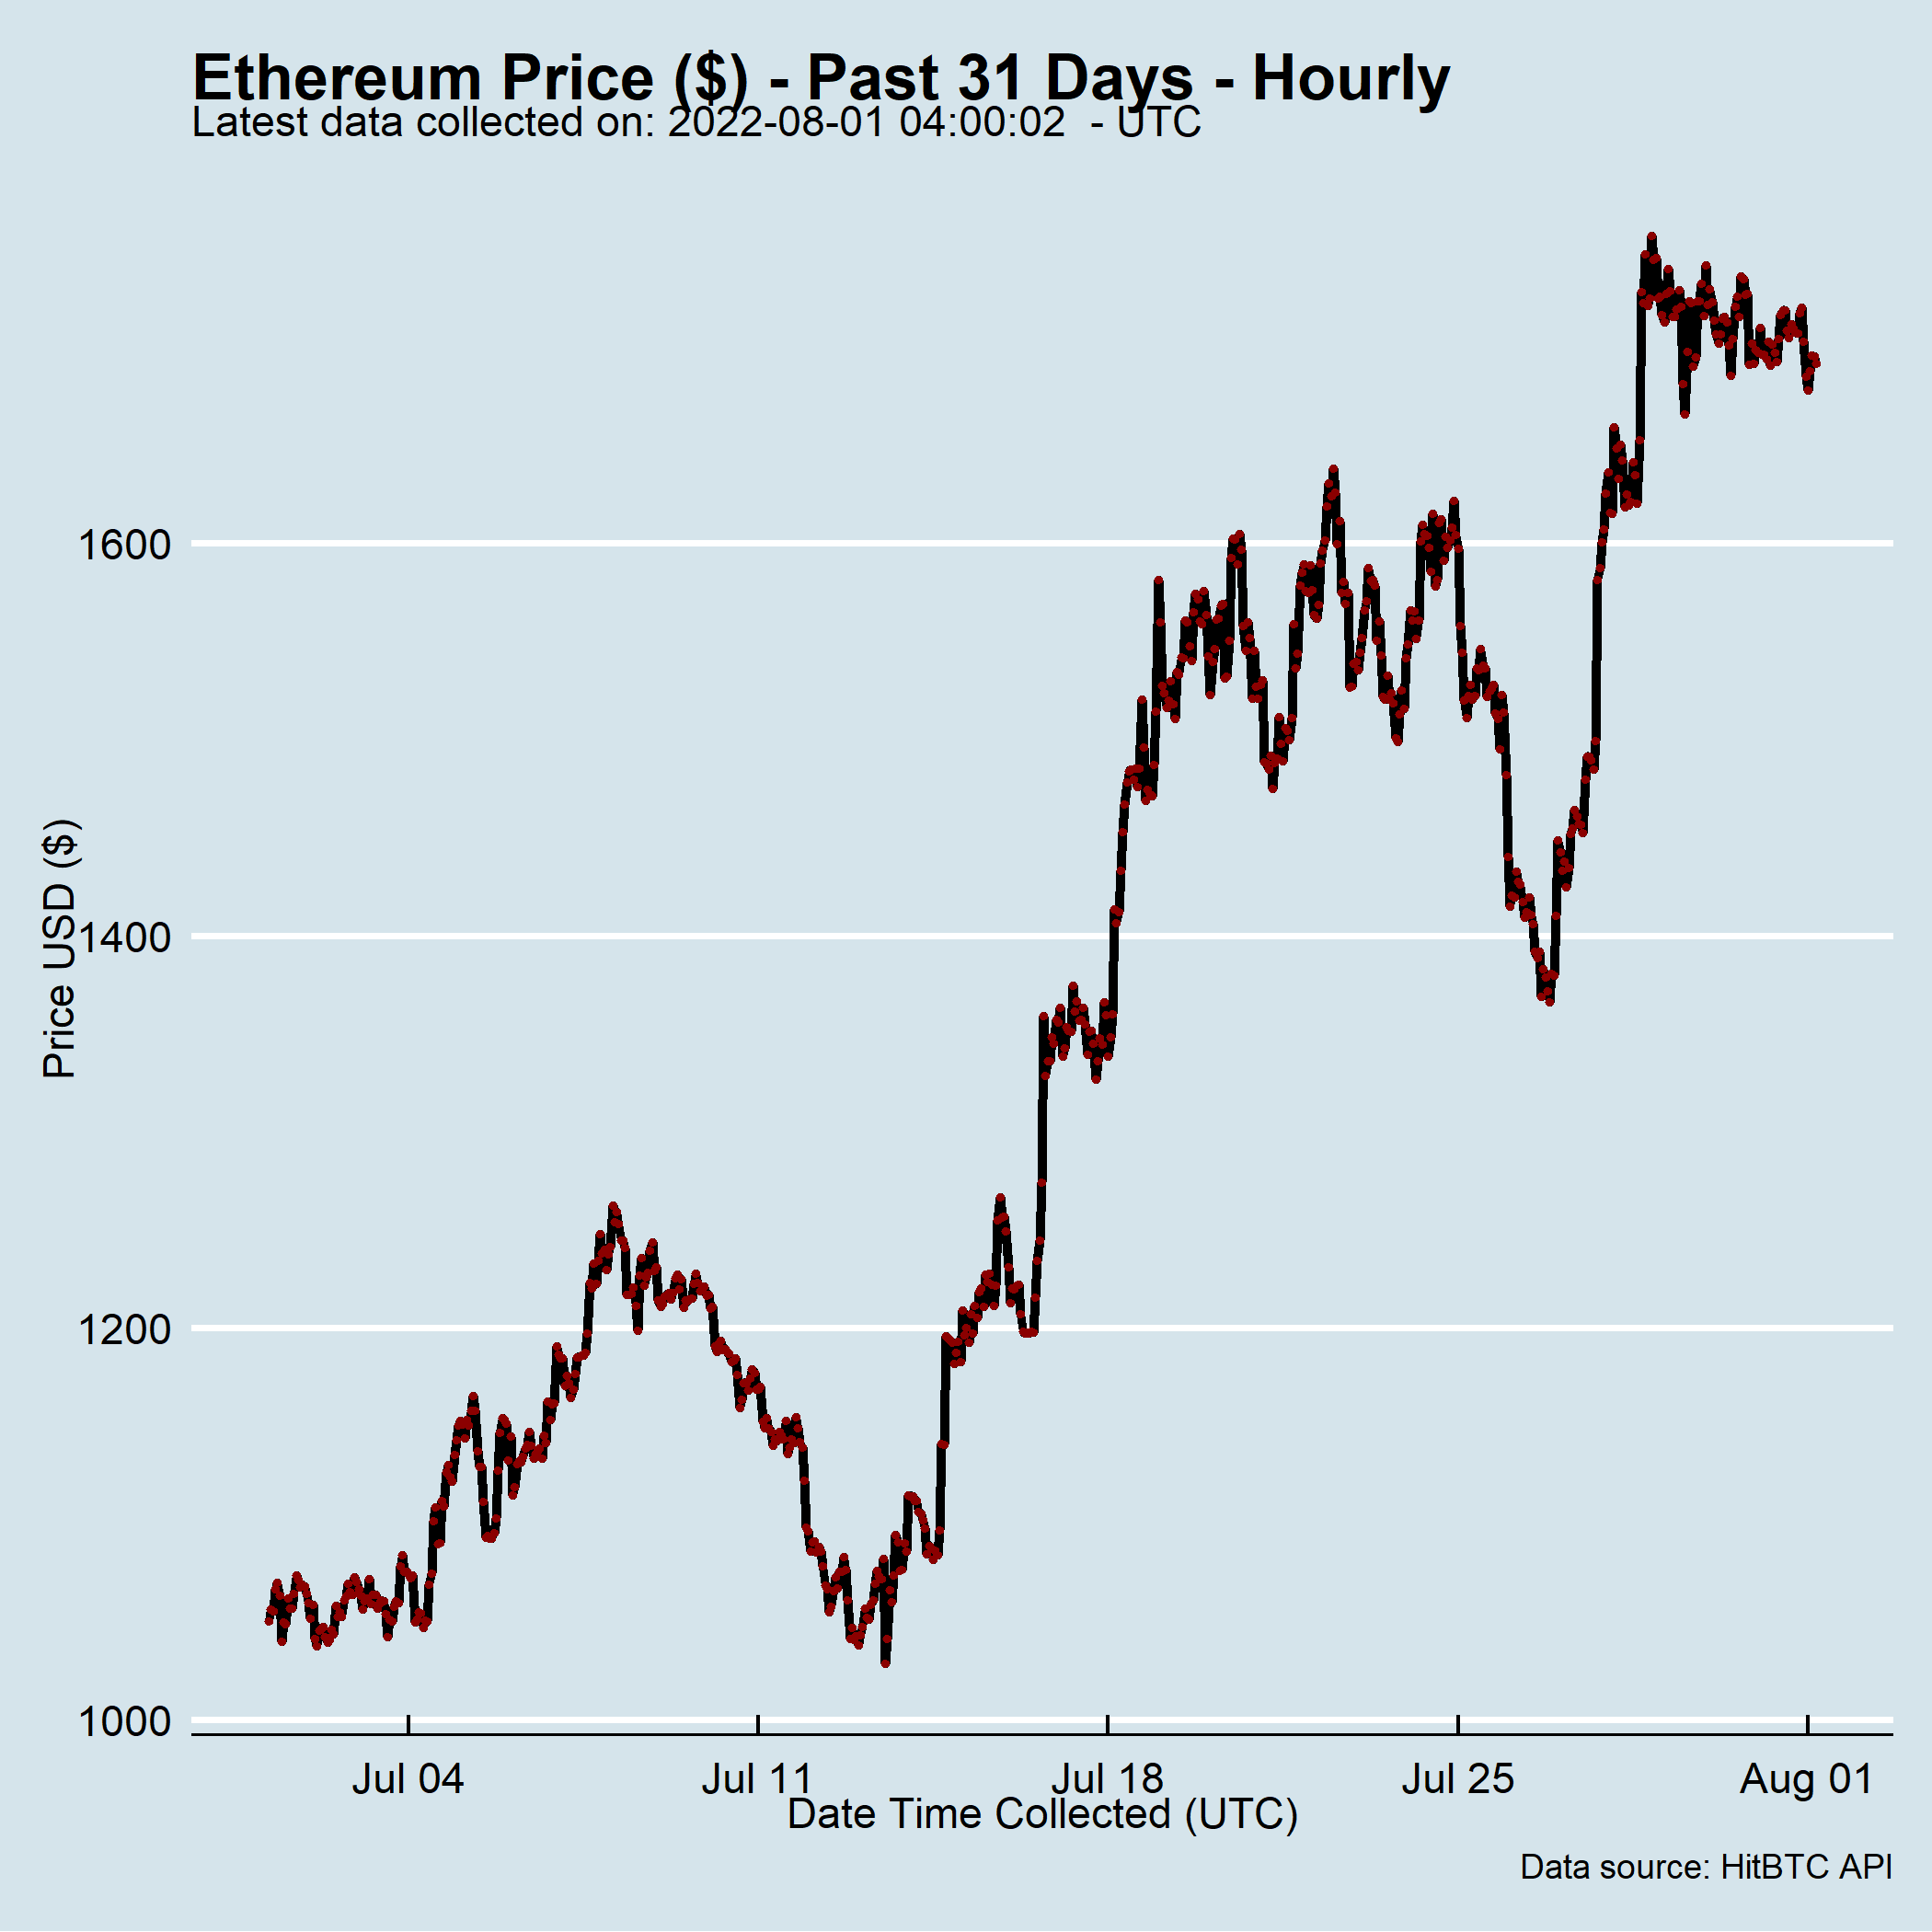 Ethereum Price ($) - Past 31 Days - Hourly
Latest data collected on: 2022-08-01 04:00:02  - UTC
Price USD ($)
1600
1400
1200
1000
Jul 04
Jul 11
Jul 18
Jul 25
Aug 01
Date Time Collected (UTC)
Data source: HitBTC API